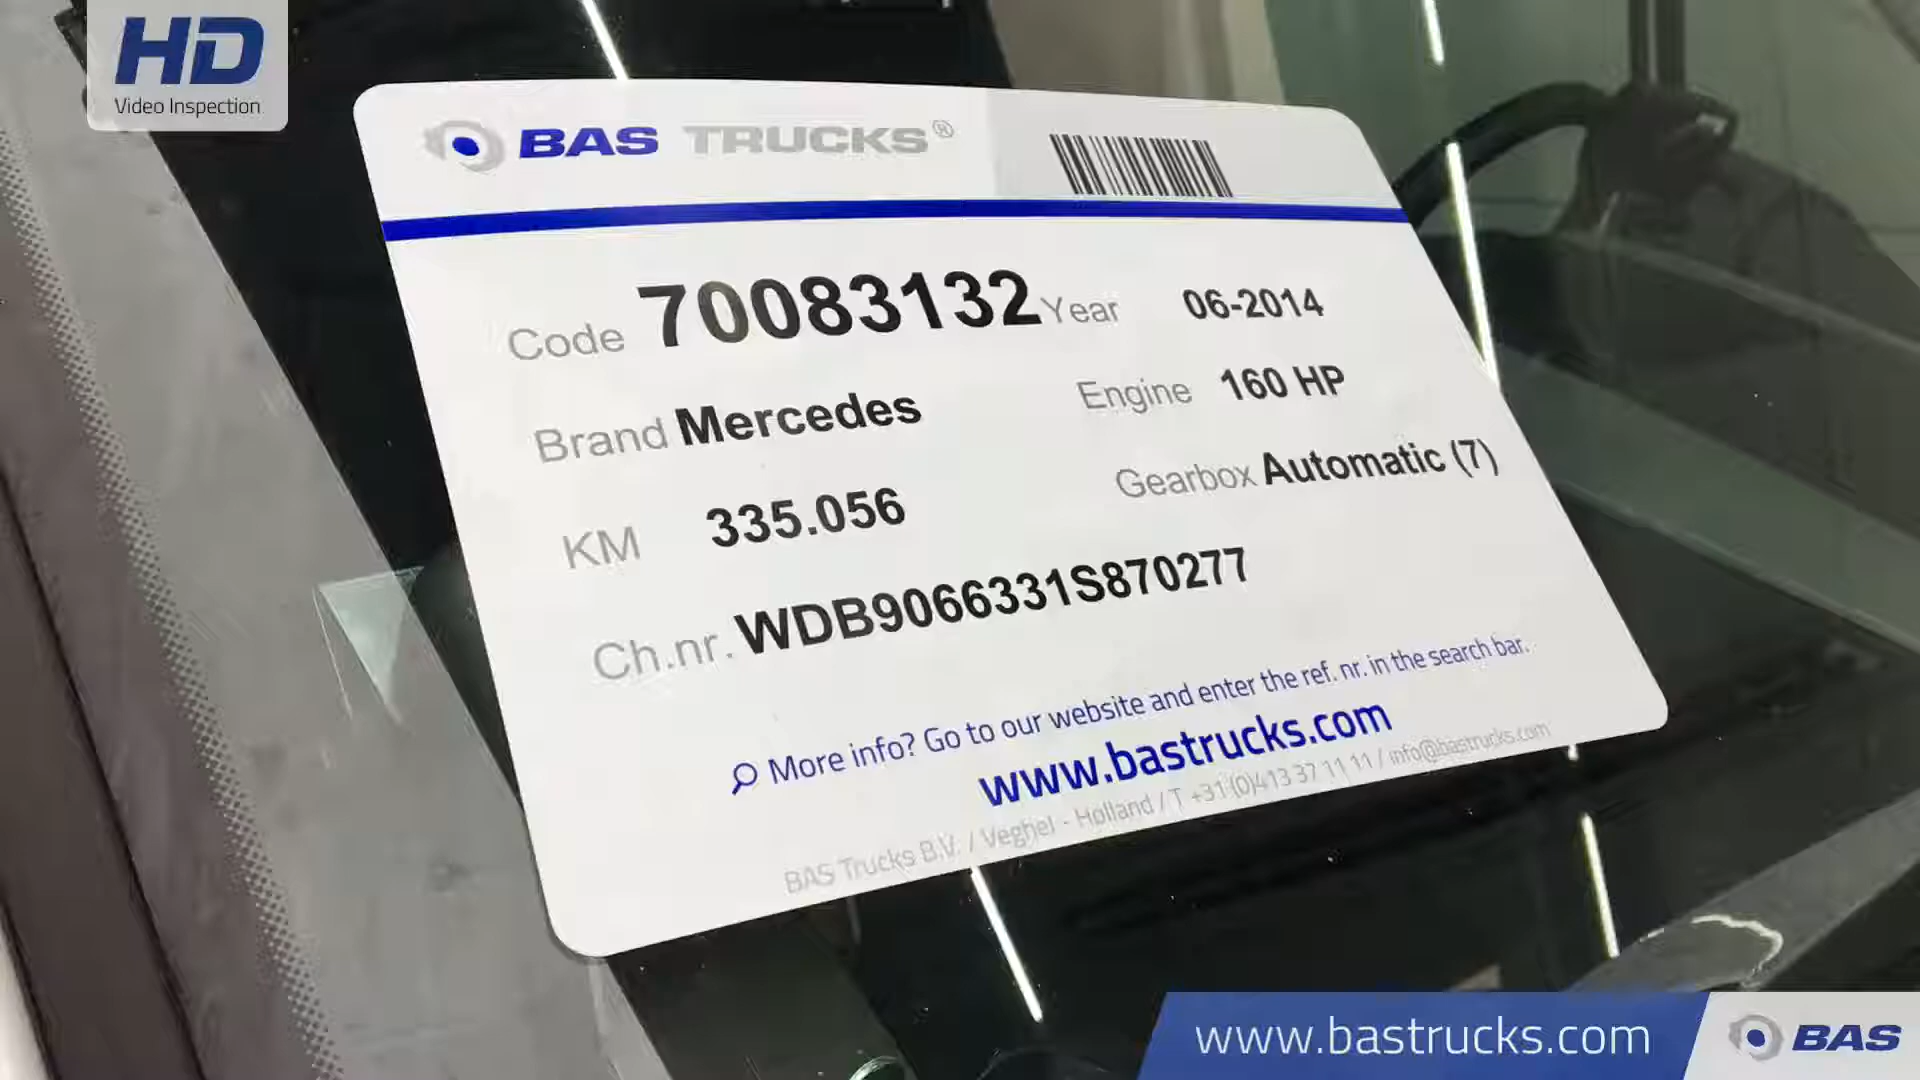 HD
Video Inspection
BAS TRUCKS®
Code 70083132 Year 06-2014
Brand Mercedes Engine 160 HP
KM 335.056 Gearbox Automatic (7)
Ch.nr. WDB9066331S870277
More info? Go to our website and enter the ref. nr. in the search bar.
www.bastrucks.com
BAS Trucks B.V. / Veghel - Holland / T +31 (0)413 37 11 11 / info@bastrucks.com
www.bastrucks.com BAS